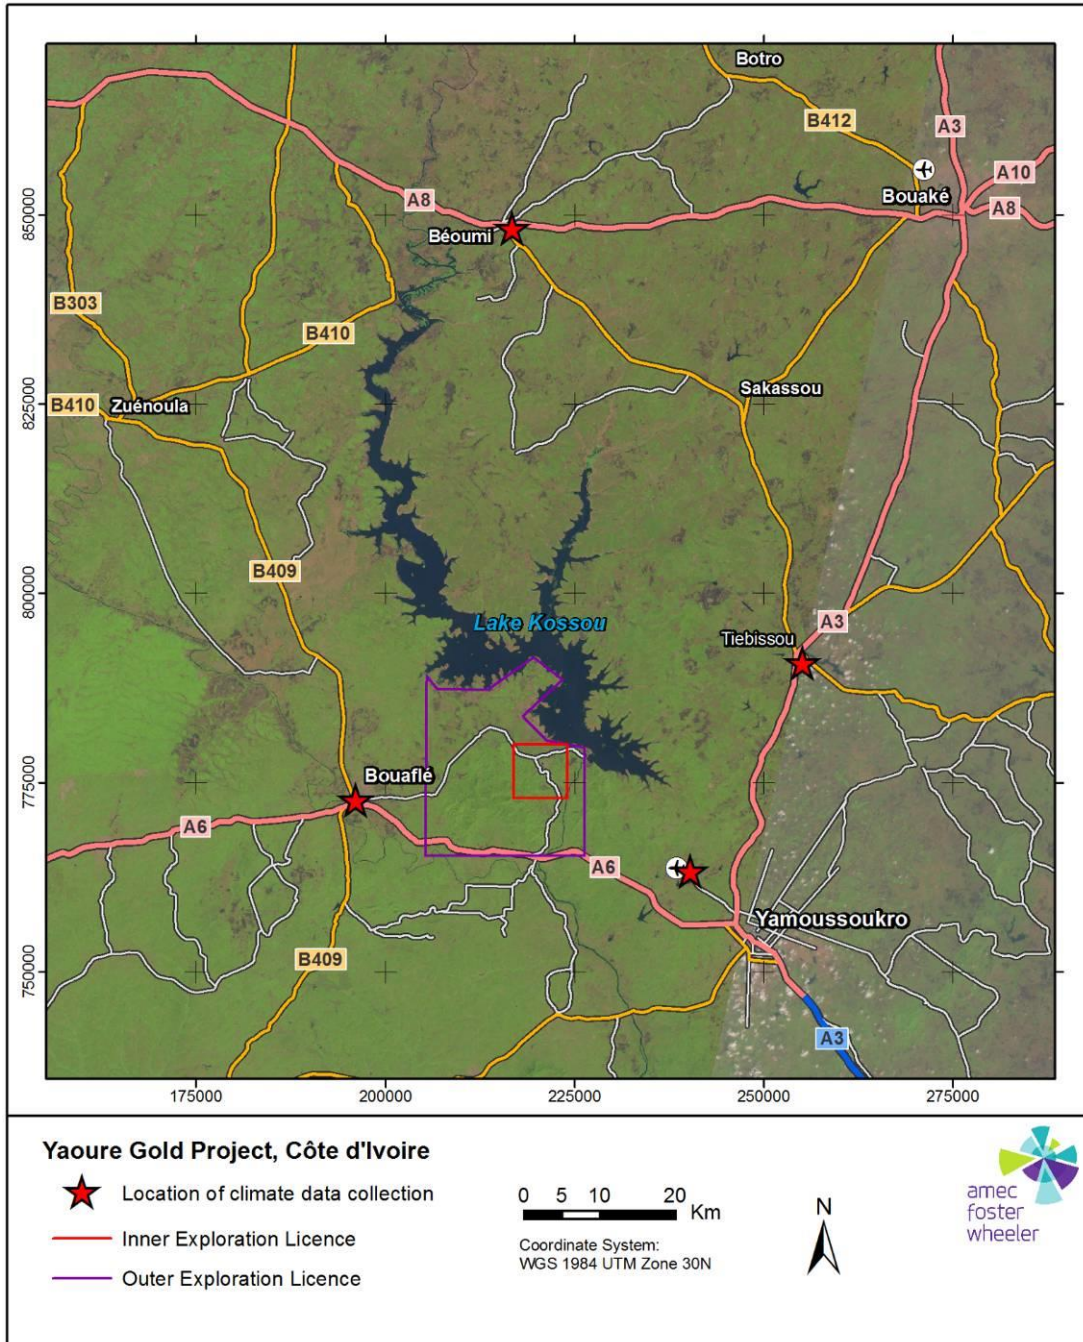 Botro
B412
A3
A10
Bouaké
A8
A8
Béoumi
B303
B410
B410
Zuénoula
Sakassou
B409
Lake Kossou
A3
Tiebissou
Bouaflé
A6
A6
Yamoussoukro
B409
A3
850000
825000
800000
775000
750000
175000
200000
225000
250000
275000
Yaoure Gold Project, Côte d'Ivoire
Location of climate data collection
Inner Exploration Licence
Outer Exploration Licence
0 5 10 20
Km
Coordinate System:
WGS 1984 UTM Zone 30N
N
amec
foster
wheeler